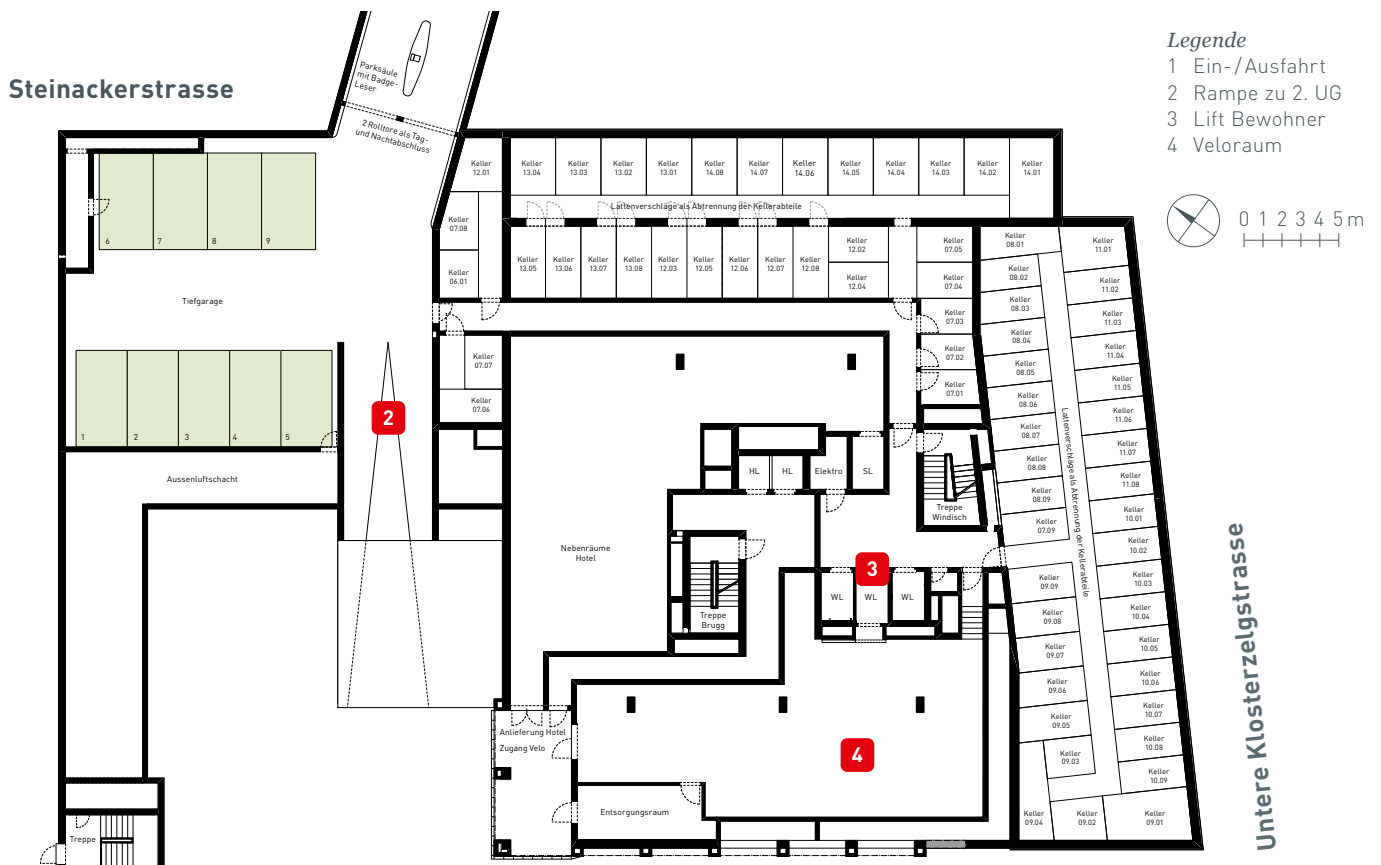 Steinackerstrasse
Legende
1 Ein-/Ausfahrt
2 Rampe zu 2. UG
3 Lift Bewohner
4 Veloraum
0 1 2 3 4 5m
Parksäule
mit Badge-
Leser
2 Rolltore als Tag-
und Nachtabschluss
Keller
12.01
Keller
13.04
Keller
13.03
Keller
13.02
Keller
13.01
Keller
14.08
Keller
14.07
Keller
14.06
Keller
14.05
Keller
14.04
Keller
14.03
Keller
14.02
Keller
14.01
Lattenverschläge als Abtrennung der Kellerabteile
Keller
07.08
Keller
06.01
Keller
13.05
Keller
13.06
Keller
13.07
Keller
13.08
Keller
12.03
Keller
12.05
Keller
12.06
Keller
12.07
Keller
12.08
Keller
12.02
Keller
12.04
Keller
07.05
Keller
07.04
Keller
07.03
Keller
07.02
Keller
07.01
6
7
8
9
Tiefgarage
1
2
3
4
5
2
Keller
07.07
Keller
07.06
Aussenluftschacht
HL
HL
Elektro
SL
Treppe
Windisch
Nebenräume
Hotel
Treppe
Brugg
3
WL
WL
WL
Anlieferung Hotel
Zugang Velo
4
Entsorgungsraum
Treppe
Keller
08.01
Keller
08.02
Keller
08.03
Keller
08.04
Keller
08.05
Keller
08.06
Keller
08.07
Keller
08.08
Keller
08.09
Keller
07.09
Keller
09.09
Keller
09.08
Keller
09.07
Keller
09.06
Keller
09.05
Keller
09.03
Keller
09.04
Keller
09.02
Keller
09.01
Lattenverschläge als Abtrennung der Kellerabteile
Keller
11.01
Keller
11.02
Keller
11.03
Keller
11.04
Keller
11.05
Keller
11.06
Keller
11.07
Keller
11.08
Keller
10.01
Keller
10.02
Keller
10.03
Keller
10.04
Keller
10.05
Keller
10.06
Keller
10.07
Keller
10.08
Keller
10.09
Untere Klosterzelgstrasse